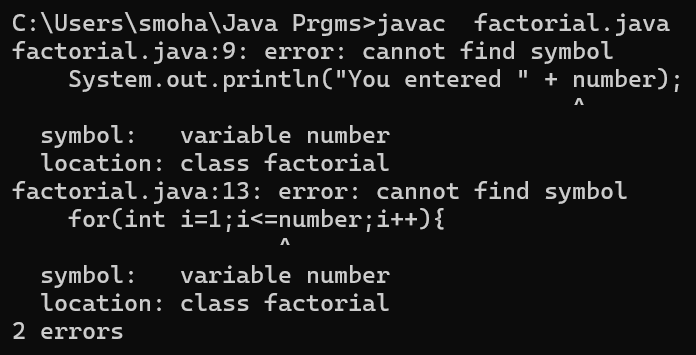 C:\Users\smoha\Java Prgms>javac  factorial.java
factorial.java:9: error: cannot find symbol
    System.out.println("You entered " + number);
                                        ^
  symbol:   variable number
  location: class factorial
factorial.java:13: error: cannot find symbol
    for(int i=1;i<=number;i++){
                   ^
  symbol:   variable number
  location: class factorial
2 errors